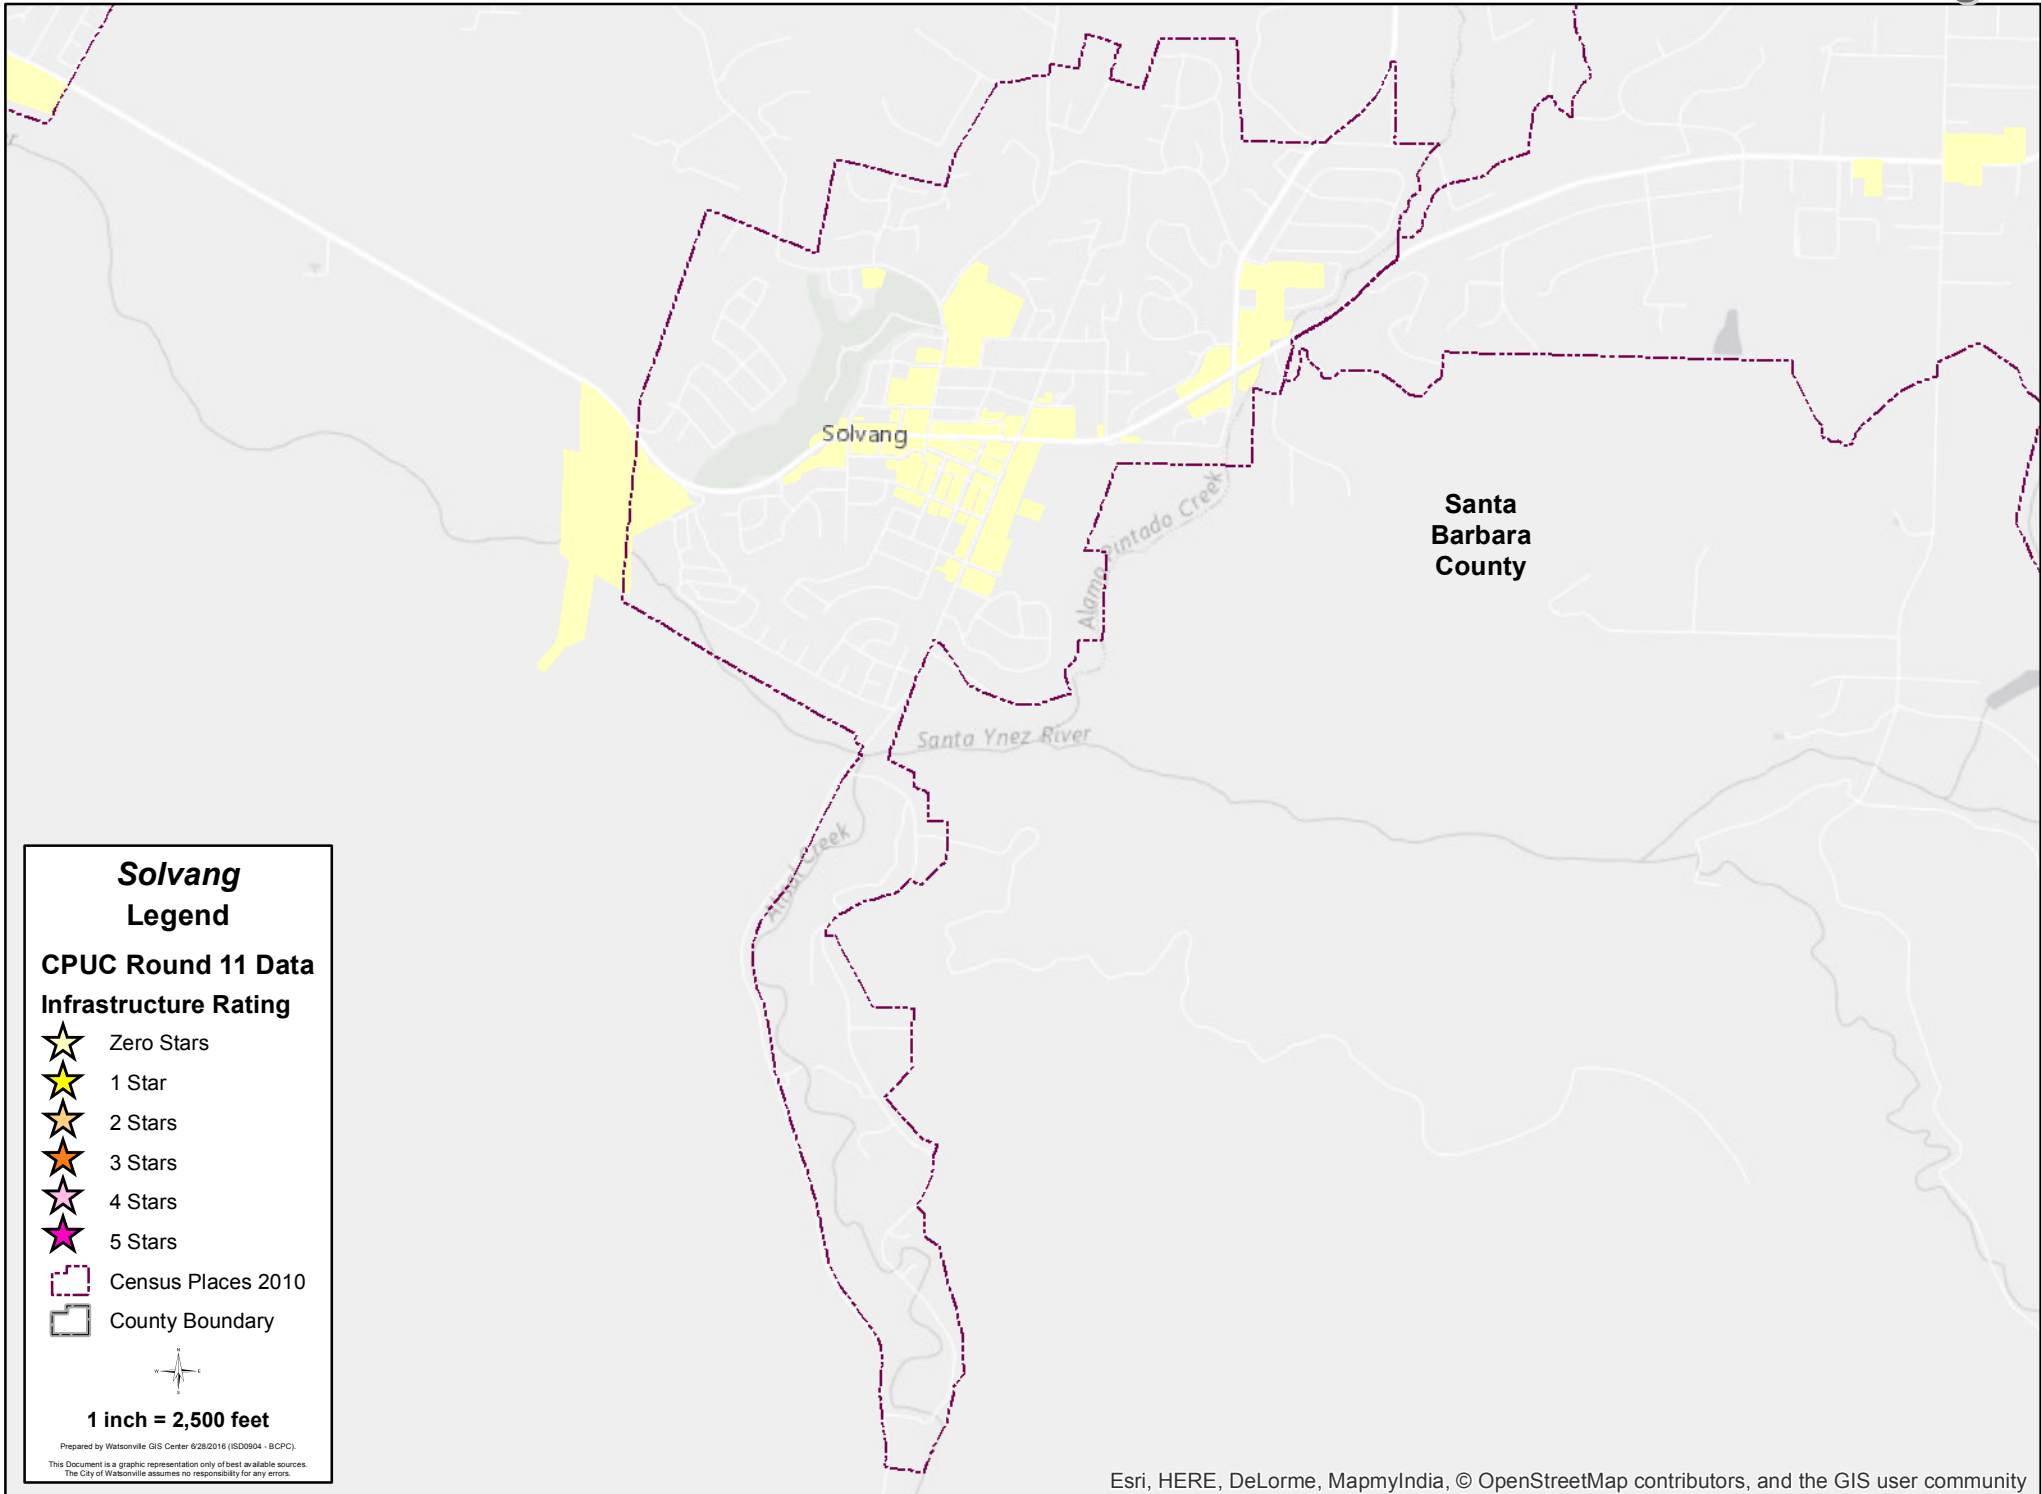 Solvang
Santa
Barbara
County
Alamo Pintado Creek
Santa Ynez River
Alisal Creek
Solvang
Legend
CPUC Round 11 Data
Infrastructure Rating
Zero Stars
1 Star
2 Stars
3 Stars
4 Stars
5 Stars
Census Places 2010
County Boundary
N
W E
S
1 inch = 2,500 feet
Prepared by Watsonville GIS Center 6/28/2016 (ISD0904 - BCPC).
This Document is a graphic representation only of best available sources.
The City of Watsonville assumes no responsibility for any errors.
Esri, HERE, DeLorme, MapmyIndia, © OpenStreetMap contributors, and the GIS user community